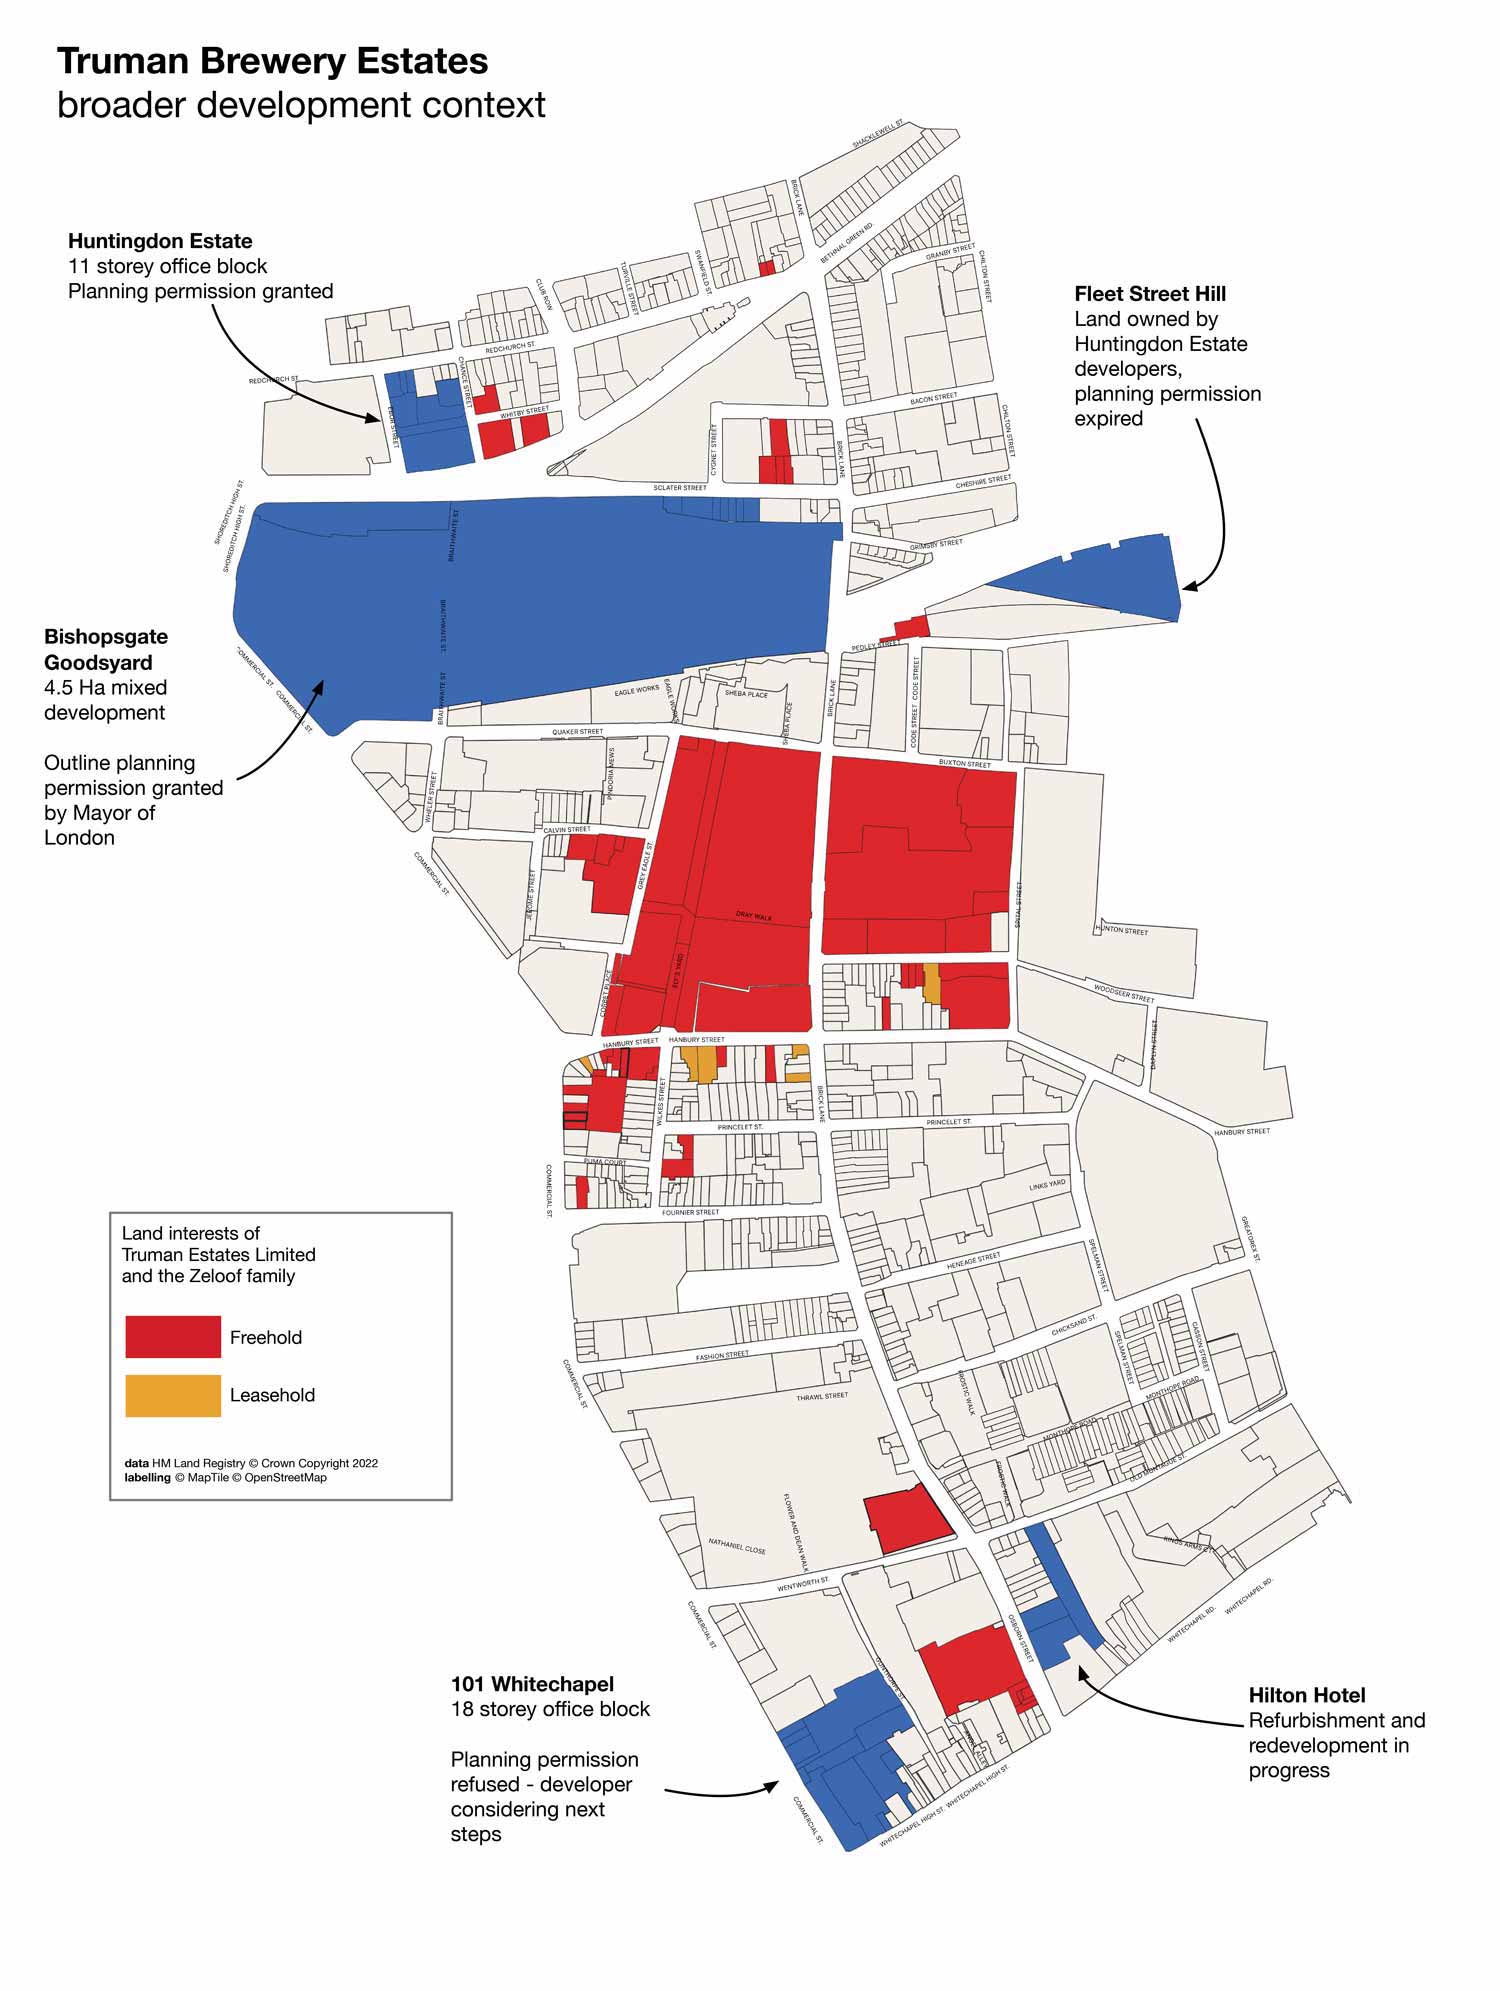 Truman Brewery Estates
broader development context
Huntingdon Estate
11 storey office block
Planning permission granted
Fleet Street Hill
Land owned by
Huntingdon Estate
developers,
planning permission
expired
Bishopsgate
Goodsyard
4.5 Ha mixed
development
Outline planning
permission granted
by Mayor of
London
SHACKLEWELL ST.
BRICK LANE
BETHNAL GREEN RD.
GRANBY STREET
CHILTON STREET
SWANFIELD ST.
TURVILLE STREET
CLUB ROW
REDCHURCH ST.
REDCHURCH ST.
CHANCE STREET
EBOR STREET
WHITBY STREET
BACON STREET
CHILTON STREET
CYGNET STREET
BRICK LANE
SCLATER STREET
CHESHIRE STREET
GRIMSBY STREET
SHOREDITCH HIGH ST.
SHOREDITCH HIGH ST.
BRAITHWAITE ST.
BRAITHWAITE ST.
BRAITHWAITE ST.
COMMERCIAL ST.
COMMERCIAL ST.
PEDLEY STREET
CODE STREET
CODE STREET
EAGLE WORKS
EAGLE WORKS
SHEBA PLACE
SHEBA PLACE
BRICK LANE
QUAKER STREET
BUXTON STREET
PINDORIA MEWS
WHELER STREET
CALVIN STREET
COMMERCIAL ST.
JEROME STREET
GREY EAGLE ST.
DRAY WALK
SPITAL STREET
HUNTON STREET
ELY'S YARD
CORBET PLACE
WOODSEER STREET
DAPLYN STREET
HANBURY STREET
HANBURY STREET
HANBURY STREET
WILKES STREET
BRICK LANE
PRINCELET ST.
PRINCELET ST.
PUMA COURT
COMMERCIAL ST.
FOURNIER STREET
LINKS YARD
GREATOREX ST.
HENEAGE STREET
SPELMAN STREET
CHICKSAND ST.
SPELMAN STREET
CASSON STREET
FASHION STREET
COMMERCIAL ST.
THRAWL STREET
FROSTIC WALK
MONTHOPE ROAD
MONTHOPE ROAD
FROSTIC WALK
OLD MONTAGUE ST.
FLOWER AND DEAN WALK
NATHANIEL CLOSE
KINGS ARMS CT.
WENTWORTH ST.
COMMERCIAL ST.
OSBORN STREET
WHITECHAPEL RD.
WHITECHAPEL RD.
GUNTHORPE ST.
ANGEL ALLEY
WHITECHAPEL HIGH ST.
WHITECHAPEL HIGH ST.
COMMERCIAL ST.
Land interests of
Truman Estates Limited
and the Zeloof family
Freehold
Leasehold
data HM Land Registry © Crown Copyright 2022
labelling © MapTile © OpenStreetMap
101 Whitechapel
18 storey office block
Planning permission
refused - developer
considering next
steps
Hilton Hotel
Refurbishment and
redevelopment in
progress